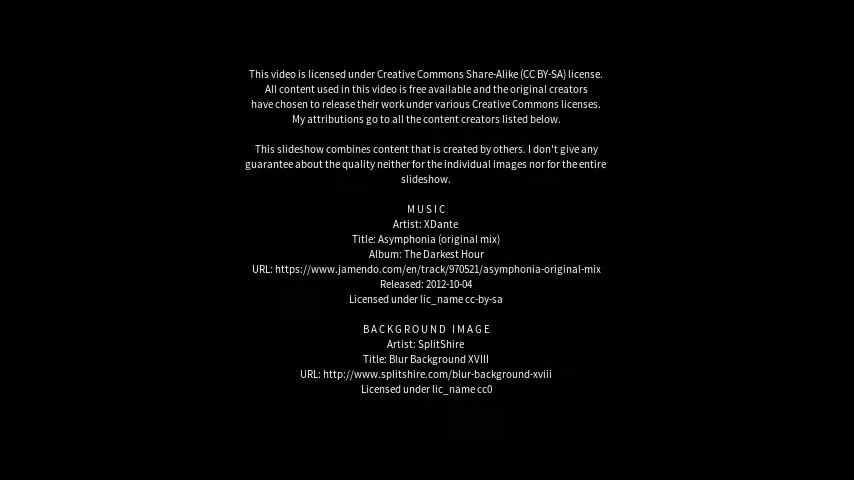 This video is licensed under Creative Commons Share-Alike (CC BY-SA) license.
All content used in this video is free available and the original creators
have chosen to release their work under various Creative Commons licenses.
My attributions go to all the content creators listed below.
This slideshow combines content that is created by others. I don't give any
guarantee about the quality neither for the individual images nor for the entire
slideshow.
MUSIC
Artist: XDante
Title: Asymphonia (original mix)
Album: The Darkest Hour
URL: https://www.jamendo.com/en/track/970521/asymphonia-original-mix
Released: 2012-10-04
Licensed under lic_name cc-by-sa
BACKGROUND IMAGE
Artist: SplitShire
Title: Blur Background XVIII
URL: http://www.splitshire.com/blur-background-xviii
Licensed under lic_name cc0